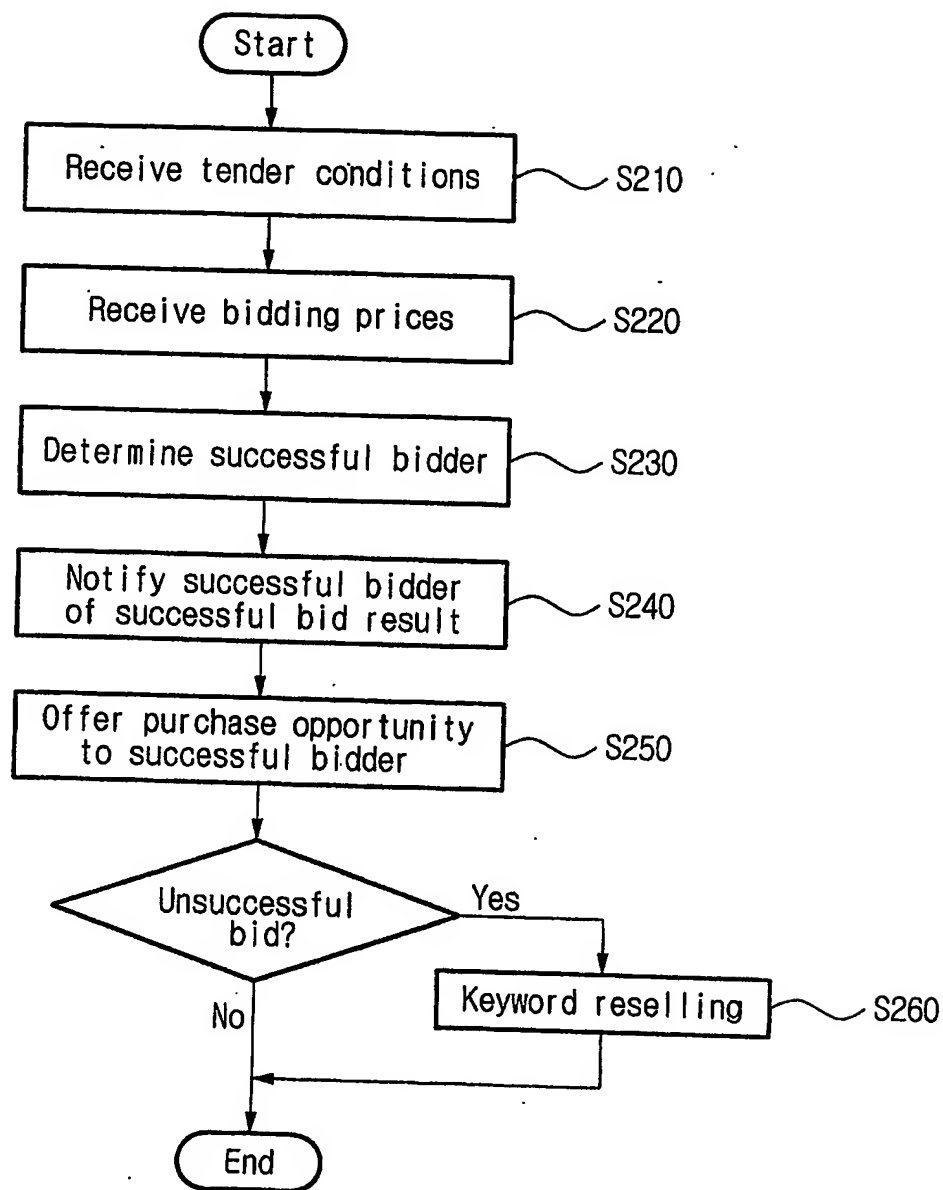 Start
Receive tender conditions
S210
Receive bidding prices
S220
Determine successful bidder
S230
Notify successful bidder
of successful bid result
S240
Offer purchase opportunity
to successful bidder
S250
Unsuccessful
bid?
Yes
No
Keyword reselling
S260
End